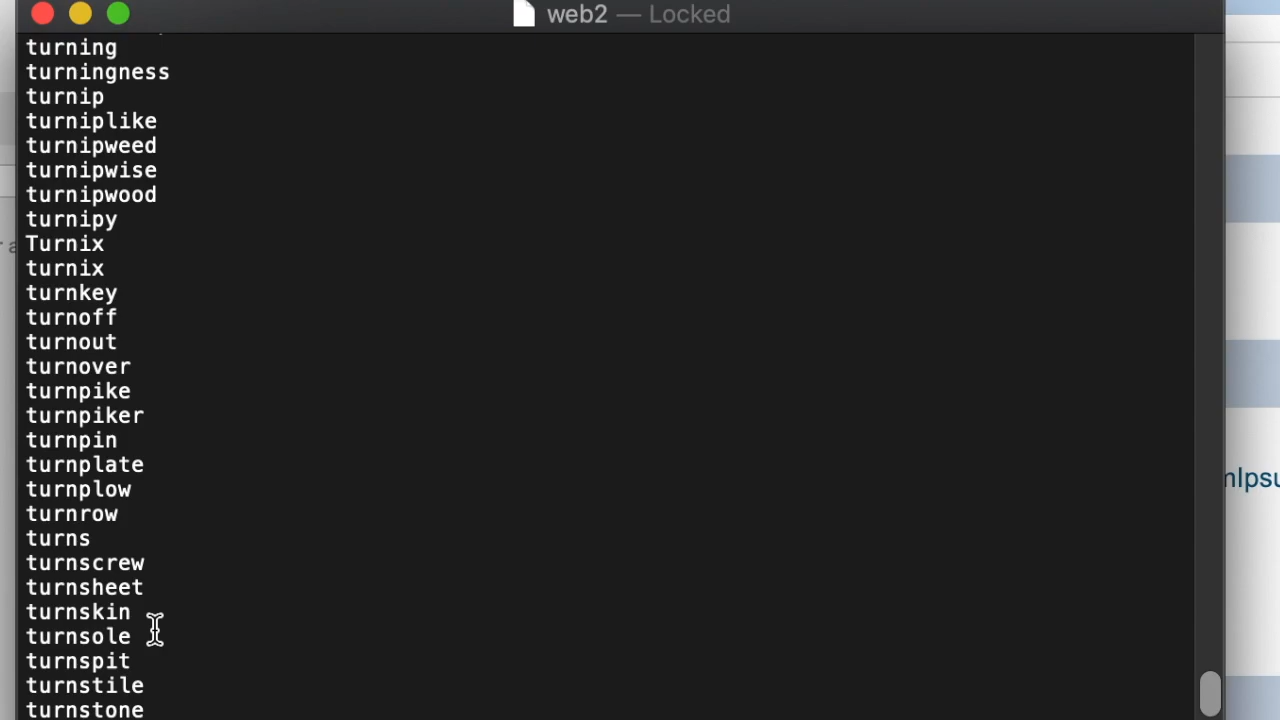 web2 — Locked
turning
turningness
turnip
turniplike
turnipweed
turnipwise
turnipwood
turnipy
Turnix
turnix
turnkey
turnoff
turnout
turnover
turnpike
turnpiker
turnpin
turnplate
turnplow
turnrow
turns
turnscrew
turnsheet
turnskin
turnsole
turnspit
turnstile
turnstone